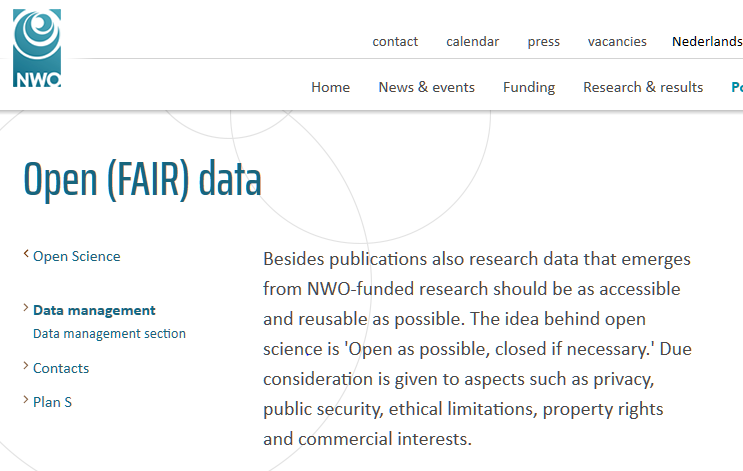 NWO
contact calendar press vacancies Nederlands
Home News & events Funding Research & results
Open (FAIR) data
Open Science
Data management
Data management section
Contacts
Plan S
Besides publications also research data that emerges
from NWO-funded research should be as accessible
and reusable as possible. The idea behind open
science is 'Open as possible, closed if necessary.' Due
consideration is given to aspects such as privacy,
public security, ethical limitations, property rights
and commercial interests.